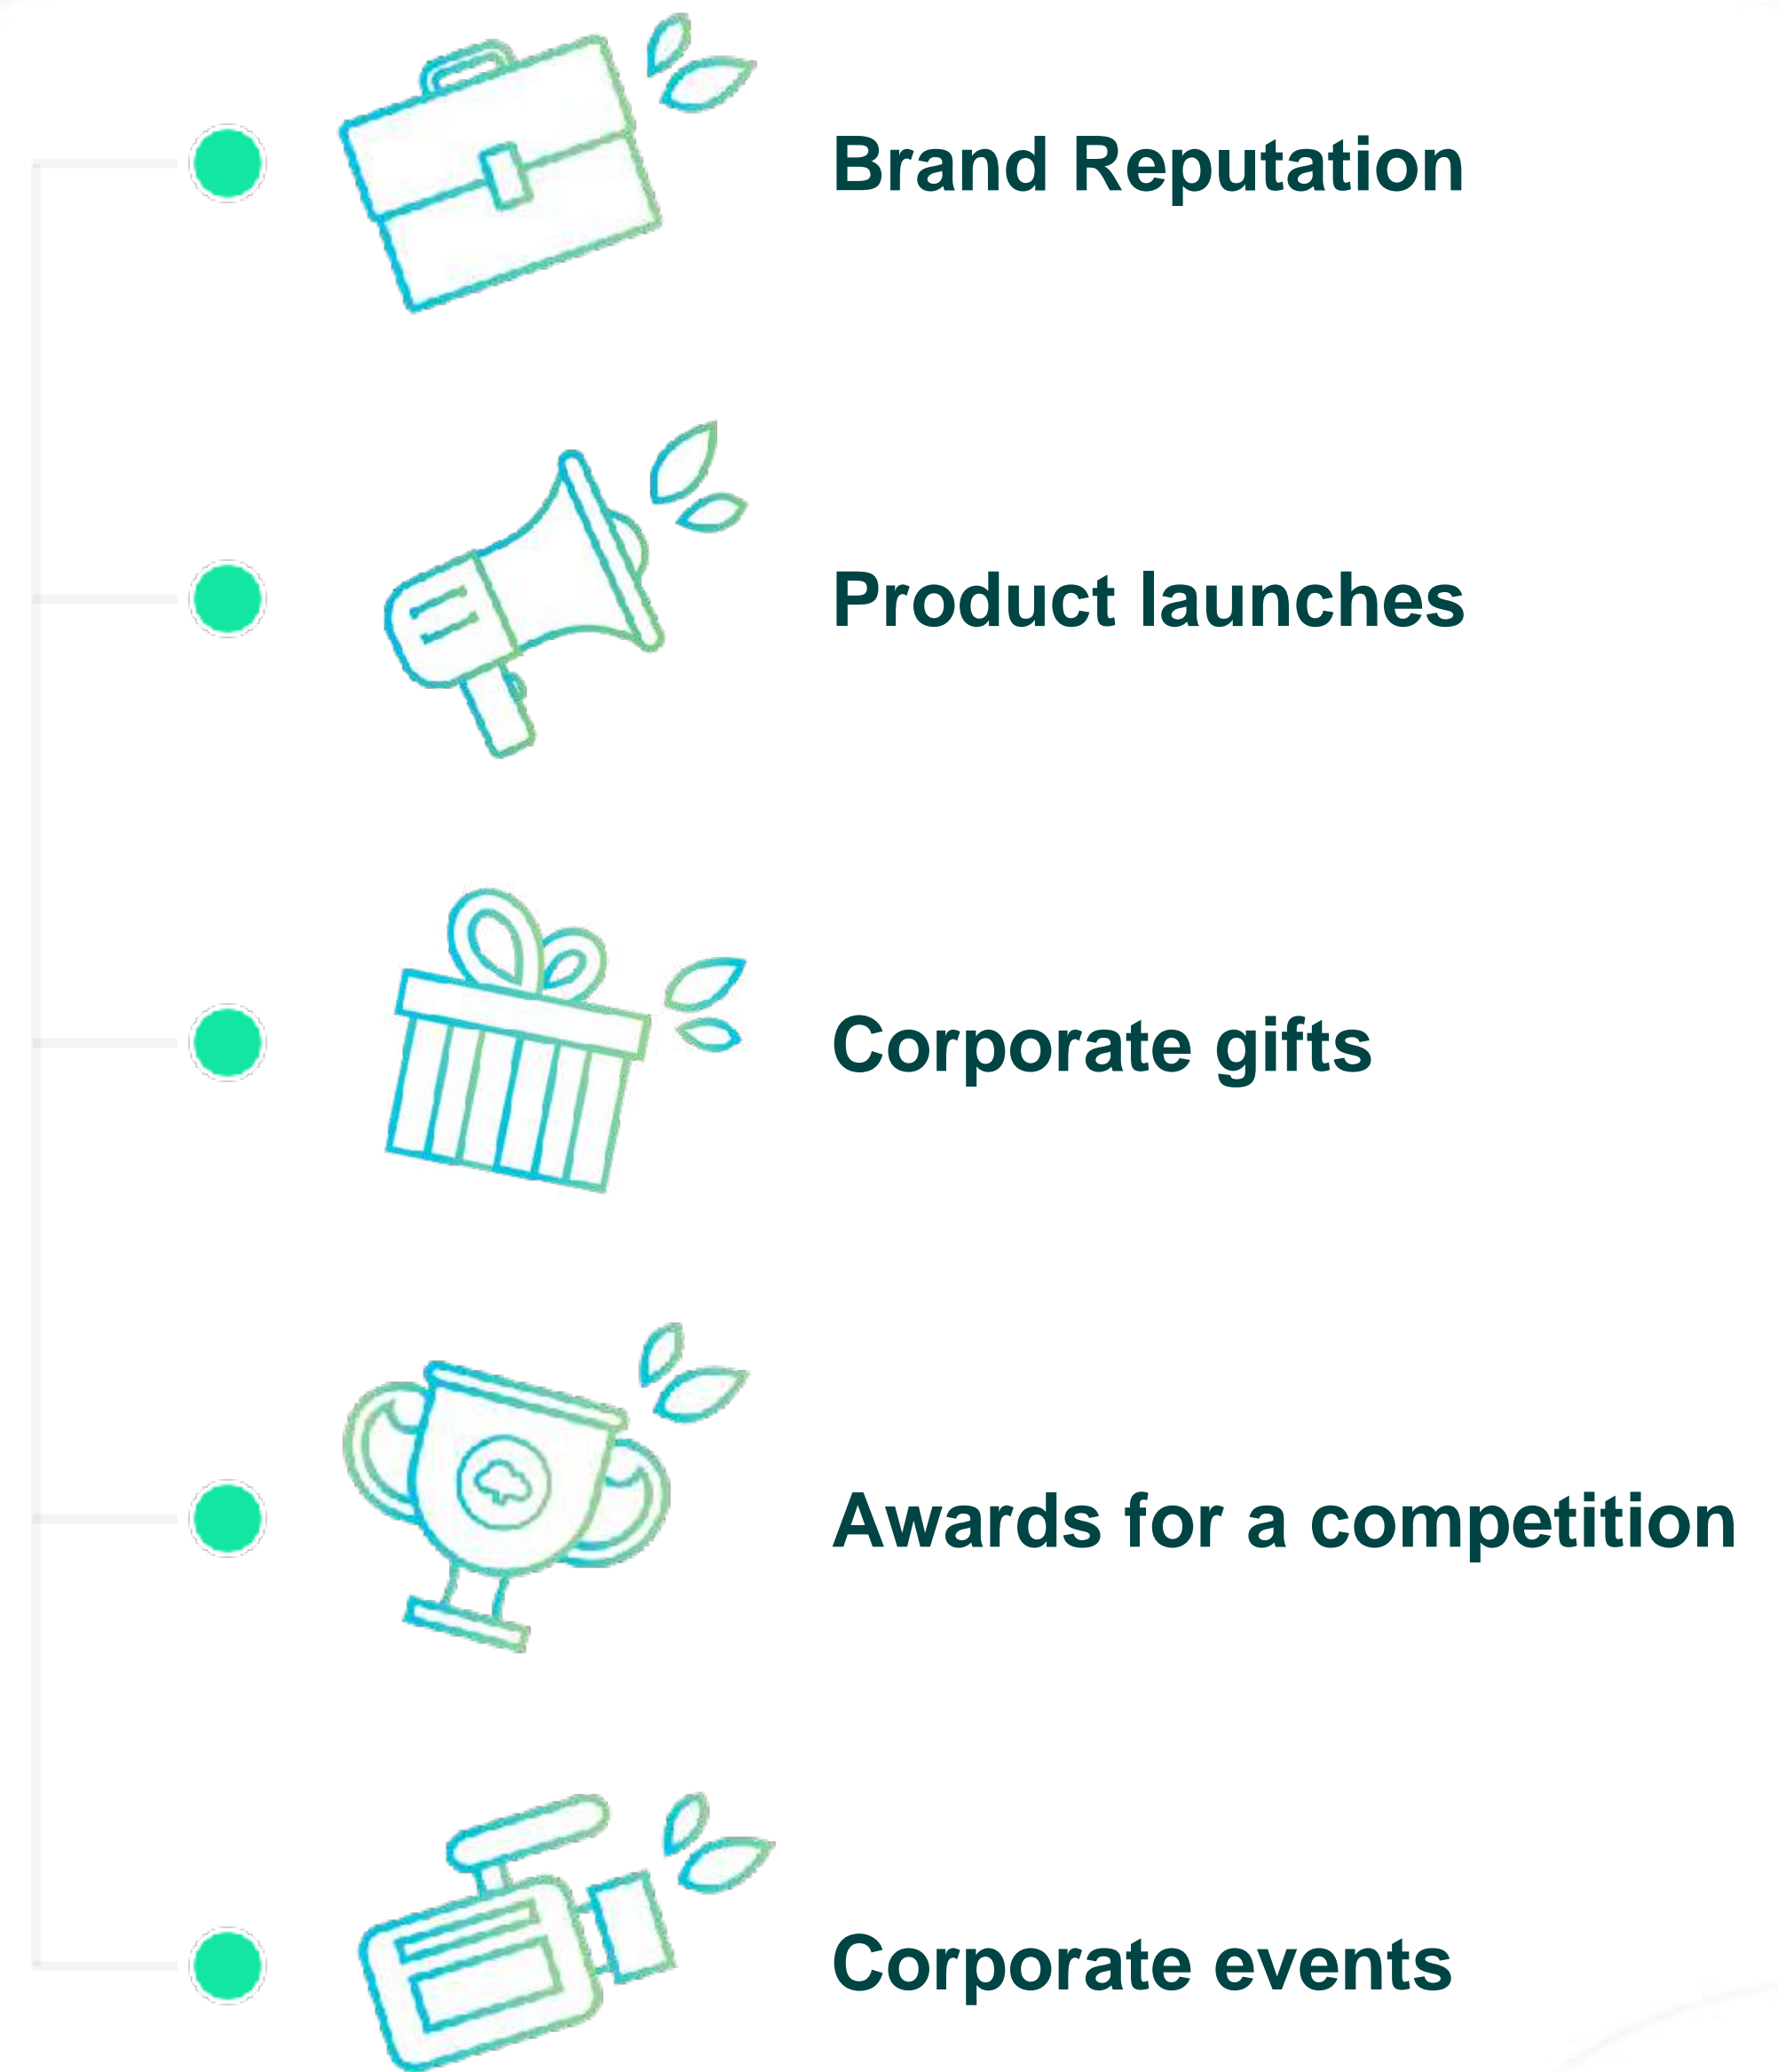 Brand Reputation
Product launches
Corporate gifts
Awards for a competition
Corporate events